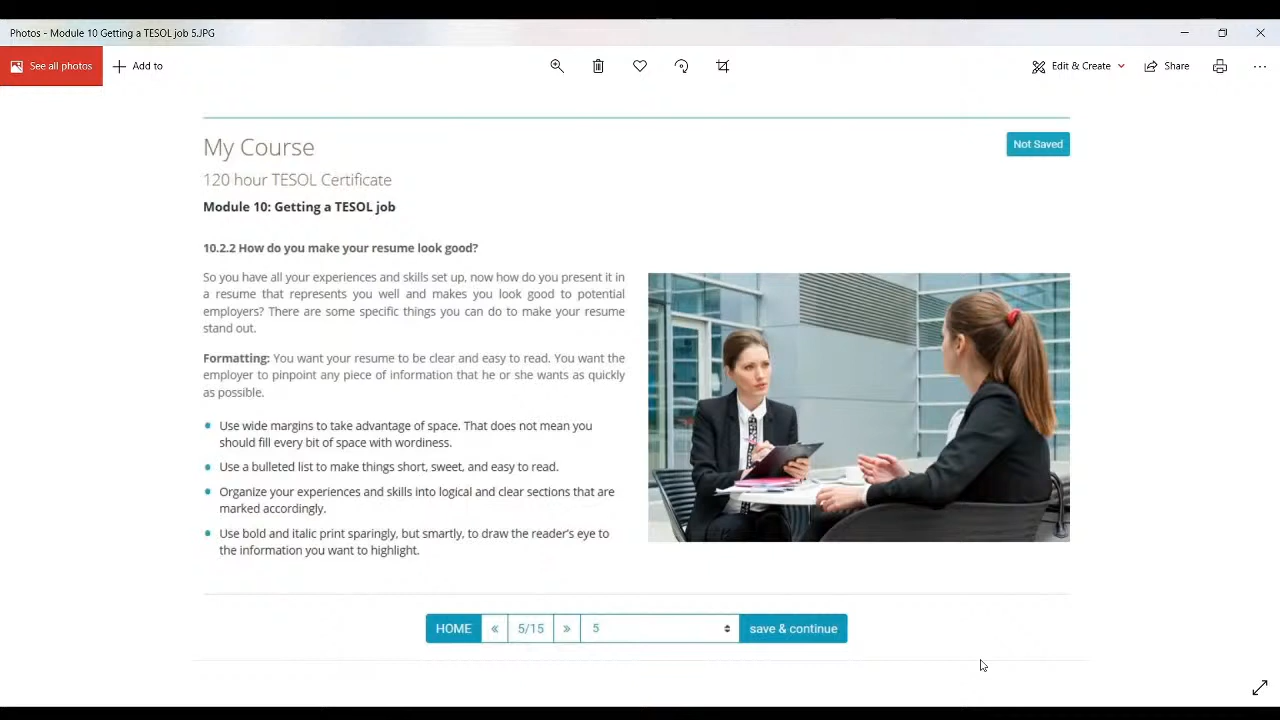 Photos - Module 10 Getting a TESOL job 5.JPG
See all photos
Add to
Edit & Create
Share
My Course
Not Saved
120 hour TESOL Certificate
Module 10: Getting a TESOL job
10.2.2 How do you make your resume look good?
So you have all your experiences and skills set up, now how do you present it in
a resume that represents you well and makes you look good to potential
employers? There are some specific things you can do to make your resume
stand out.
Formatting: You want your resume to be clear and easy to read. You want the
employer to pinpoint any piece of information that he or she wants as quickly
as possible.
Use wide margins to take advantage of space. That does not mean you
should fill every bit of space with wordiness.
Use a bulleted list to make things short, sweet, and easy to read.
Organize your experiences and skills into logical and clear sections that are
marked accordingly.
Use bold and italic print sparingly, but smartly, to draw the reader's eye to
the information you want to highlight.
HOME « 5/15 » 5 save & continue